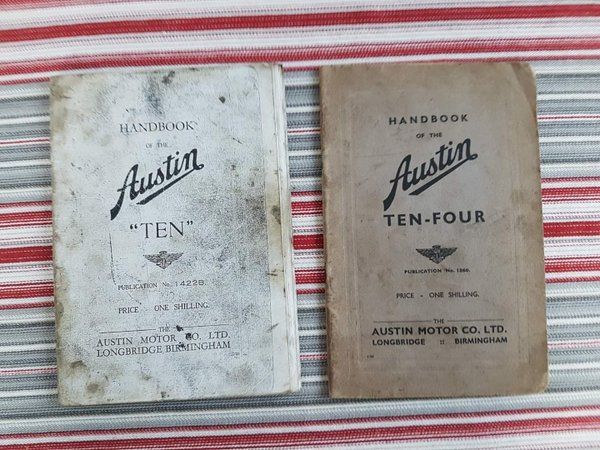 HANDBOOK
OF THE
Austin
"TEN"
PUBLICATION No. 1422B
PRICE - ONE SHILLING.
THE
AUSTIN MOTOR CO. LTD.
LONGBRIDGE BIRMINGHAM
HANDBOOK
OF THE
Austin
TEN-FOUR
PUBLICATION No. 1266.
PRICE - ONE SHILLING.
THE
AUSTIN MOTOR CO. LTD.
LONGBRIDGE :: BIRMINGHAM